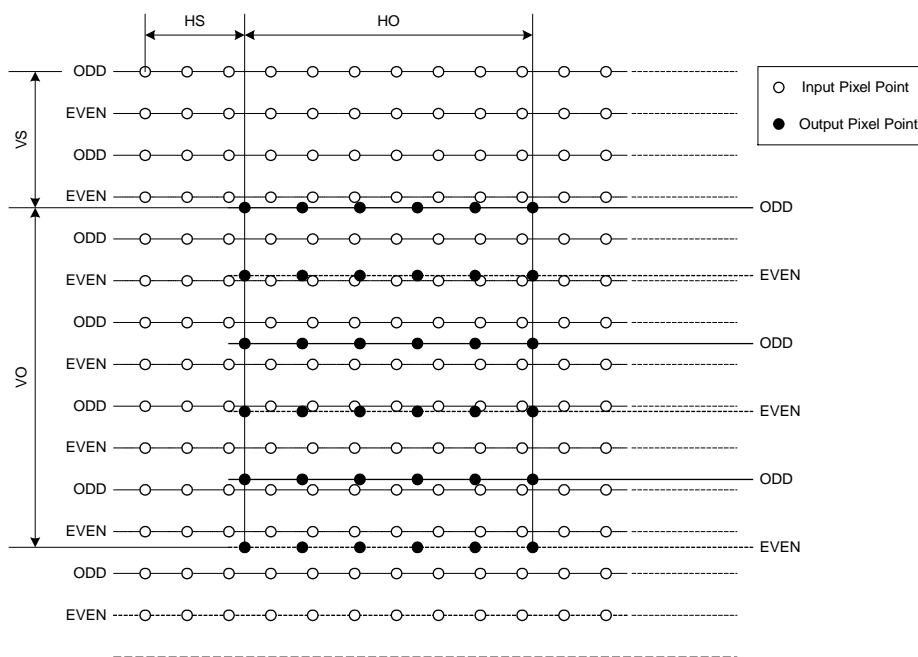 HS
HO
ODD
Input Pixel Point
EVEN
Output Pixel Point
VS
ODD
EVEN
ODD
ODD
EVEN
EVEN
ODD
ODD
EVEN
VO
ODD
EVEN
EVEN
ODD
ODD
EVEN
EVEN
ODD
EVEN